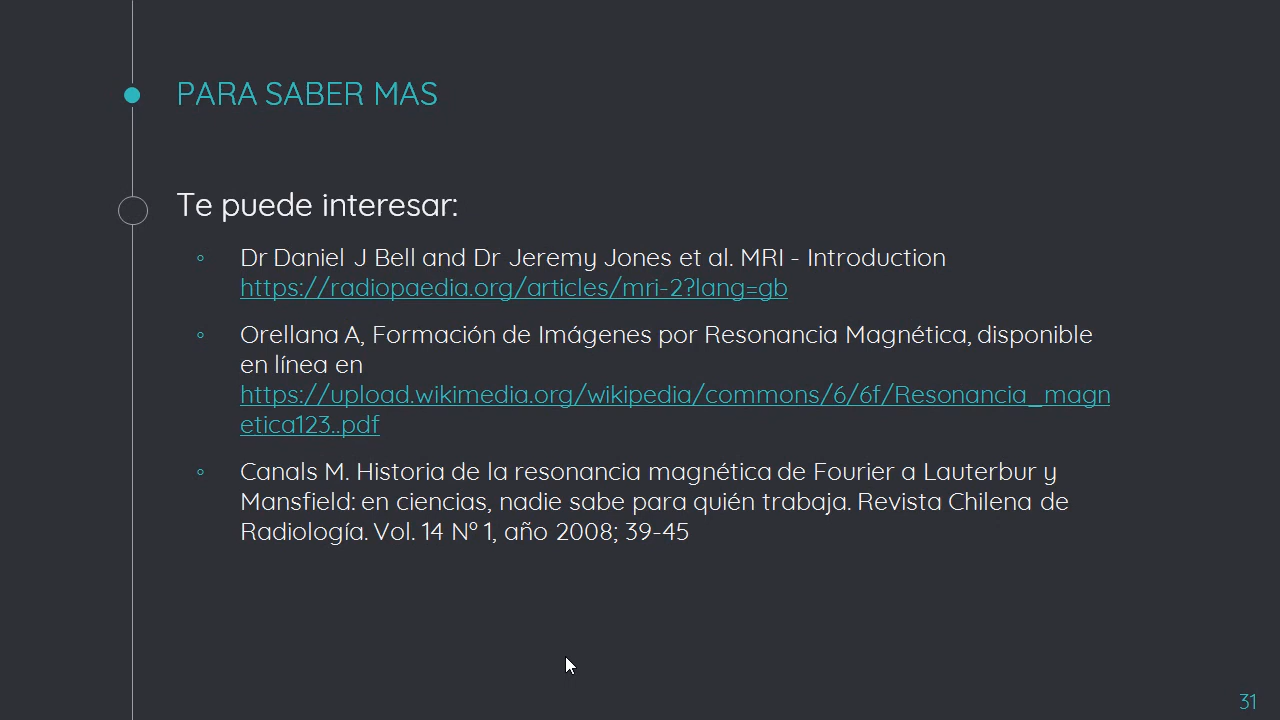 PARA SABER MAS
Te puede interesar:
Dr Daniel J Bell and Dr Jeremy Jones et al. MRI - Introduction
https://radiopaedia.org/articles/mri-2?lang=gb
Orellana A, Formación de Imágenes por Resonancia Magnética, disponible
en línea en
https://upload.wikimedia.org/wikipedia/commons/6/6f/Resonancia_magn
etica123..pdf
Canals M. Historia de la resonancia magnética de Fourier a Lauterbur y
Mansfield: en ciencias, nadie sabe para quién trabaja. Revista Chilena de
Radiología. Vol. 14 Nº 1, año 2008; 39-45
31